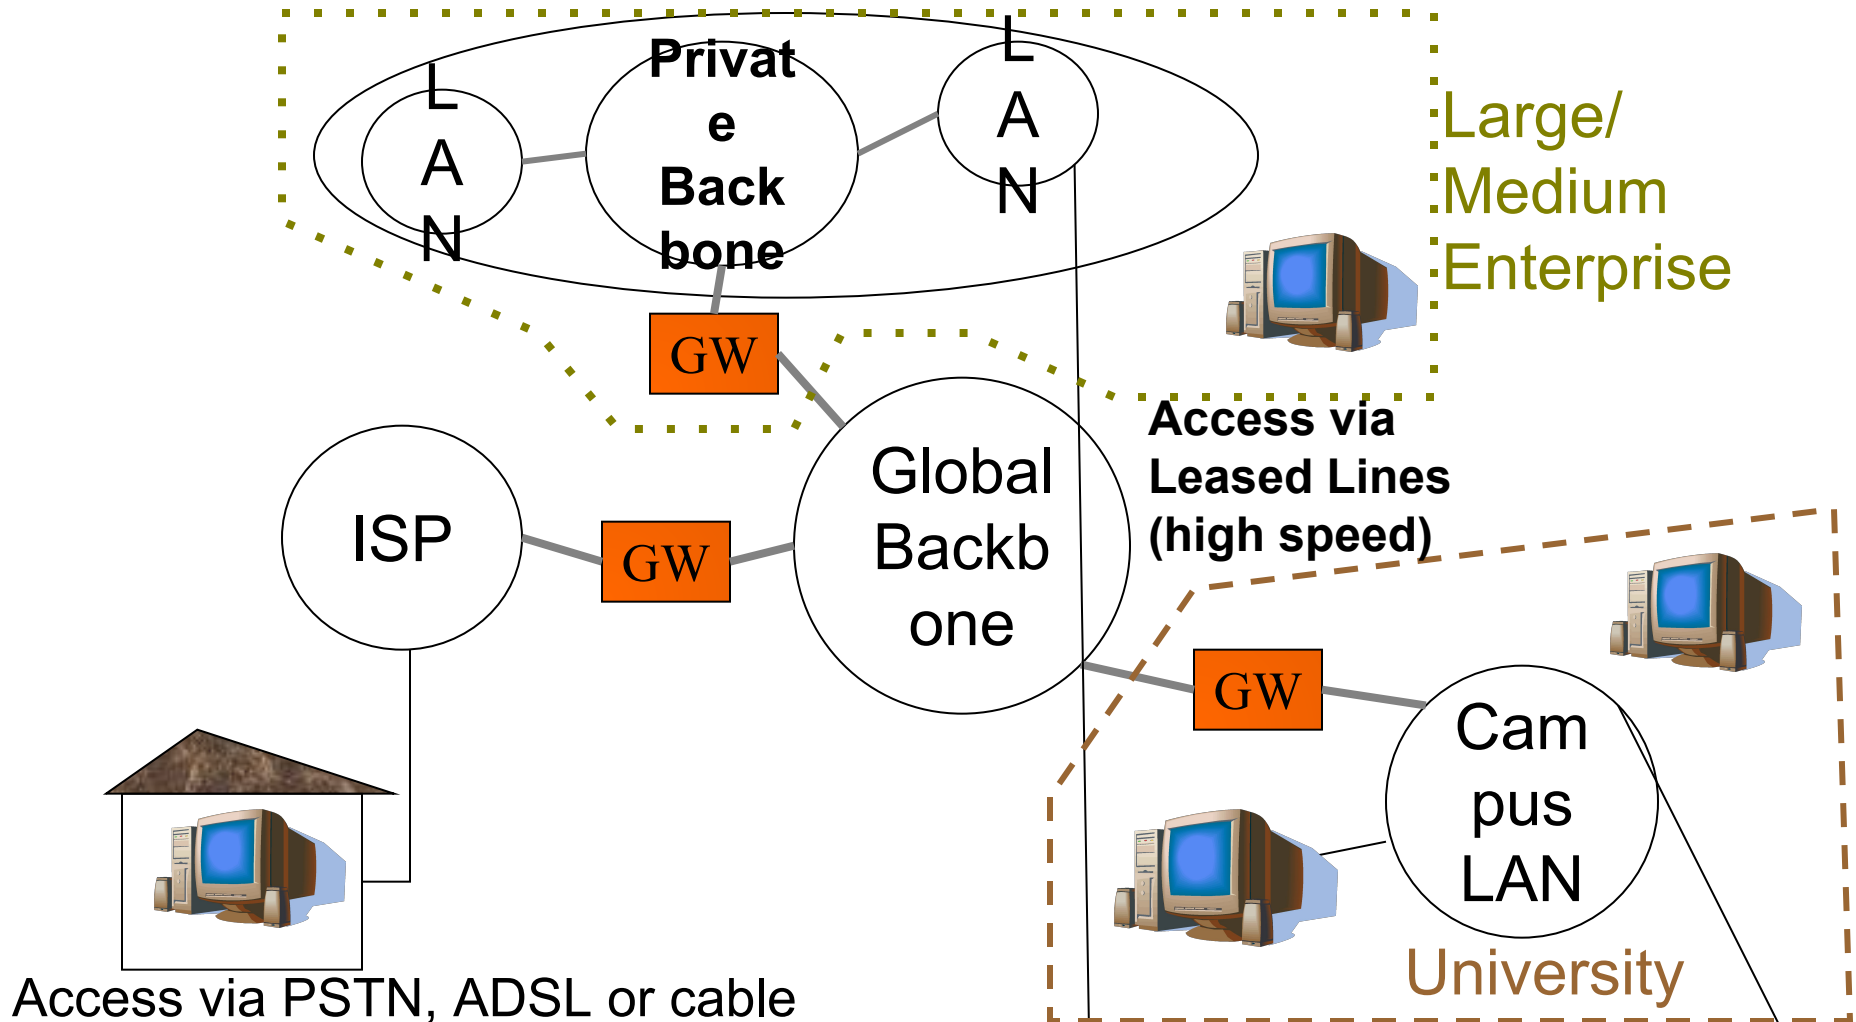 L
A
N
Privat
e
Back
bone
L
A
N
Large/
Medium
Enterprise
GW
Access via
Leased Lines
(high speed)
ISP
GW
Global
Backb
one
GW
Cam
pus
LAN
University
Access via PSTN, ADSL or cable